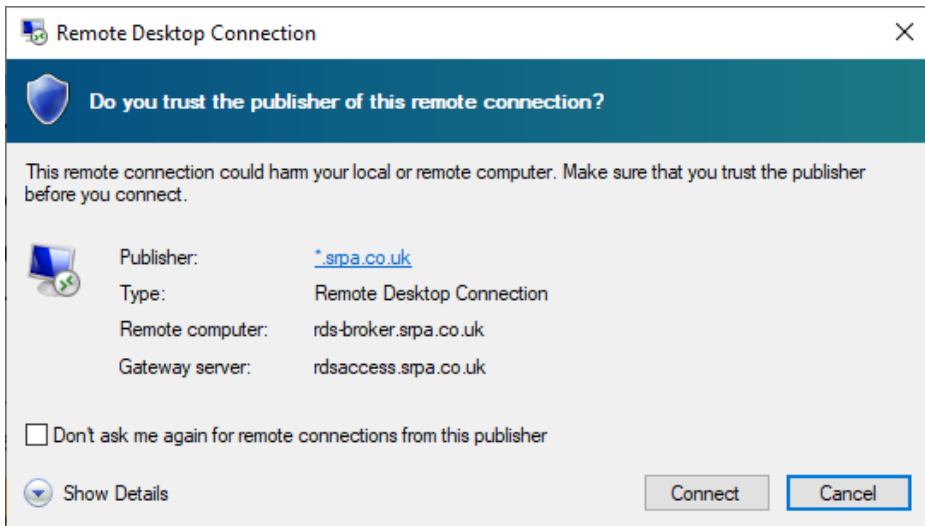 Remote Desktop Connection
Do you trust the publisher of this remote connection?
This remote connection could harm your local or remote computer. Make sure that you trust the publisher
before you connect.
Publisher: *.srpa.co.uk
Type: Remote Desktop Connection
Remote computer: rds-broker.srpa.co.uk
Gateway server: rdsaccess.srpa.co.uk
Don't ask me again for remote connections from this publisher
Show Details Connect Cancel